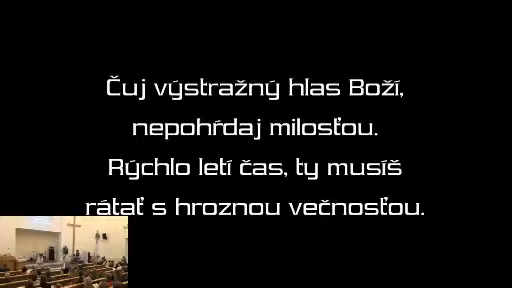 Čuj výstražný hlas Boží,
nepohŕdaj milosťou.
Rýchlo letí čas, ty musíš
rátať s hroznou večnosťou.